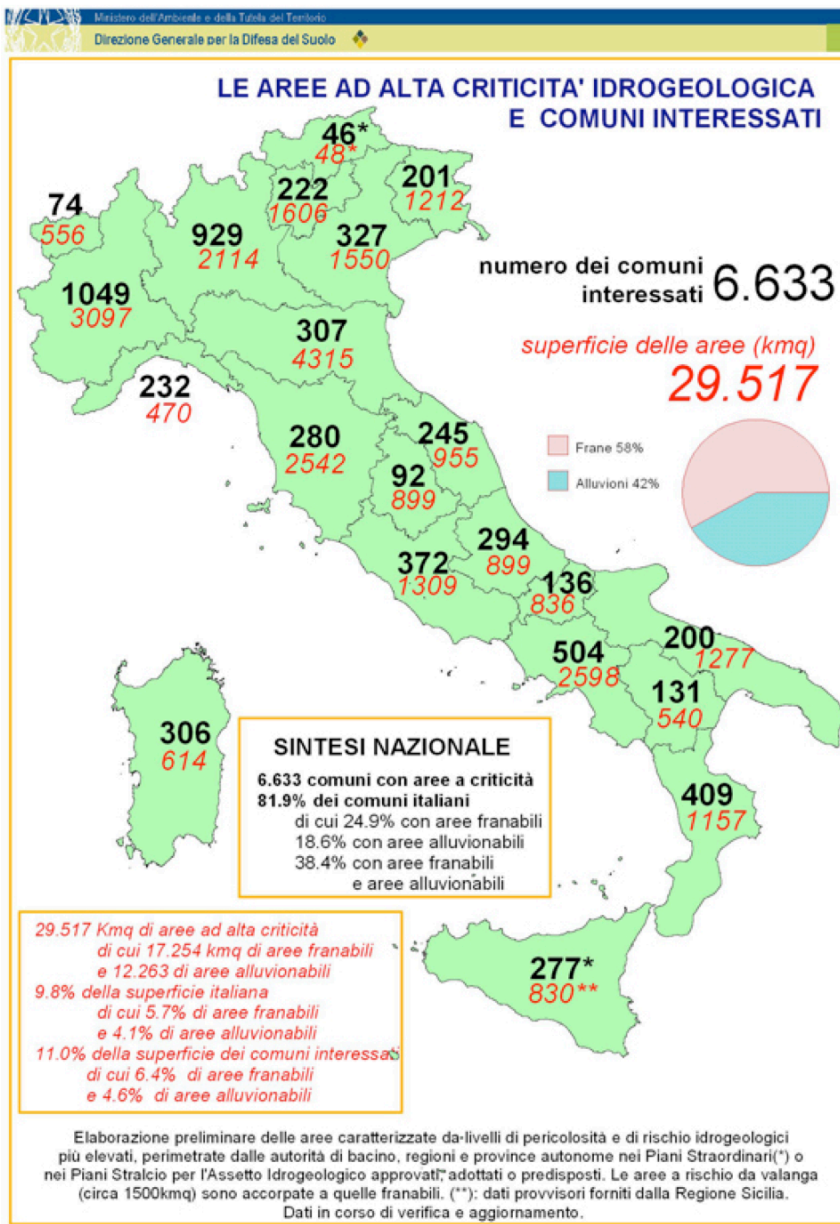 Ministero dell'Ambiente e della Tutela del Territorio
Direzione Generale per la Difesa del Suolo
LE AREE AD ALTA CRITICITA' IDROGEOLOGICA
E COMUNI INTERESSATI
46*
48*
222
1606
201
1212
74
556
929
2114
327
1550
1049
3097
307
4315
232
470
280
2542
245
955
92
899
294
899
372
1309
136
836
504
2598
200
1277
131
540
306
614
409
1157
277*
830**
numero dei comuni
interessati 6.633
superficie delle aree (kmq)
29.517
Frane 58%
Alluvioni 42%
SINTESI NAZIONALE
6.633 comuni con aree a criticità
81.9% dei comuni italiani
di cui 24.9% con aree franabili
18.6% con aree alluvionabili
38.4% con aree franabili
e aree alluvionabili
29.517 Kmq di aree ad alta criticità
di cui 17.254 kmq di aree franabili
e 12.263 di aree alluvionabili
9.8% della superficie italiana
di cui 5.7% di aree franabili
e 4.1% di aree alluvionabili
11.0% della superficie dei comuni interessati
di cui 6.4% di aree franabili
e 4.6% di aree alluvionabili
Elaborazione preliminare delle aree caratterizzate da-livelli di pericolosità e di rischio idrogeologici
più elevati, perimetrate dalle autorità di bacino, regioni e province autonome nei Piani Straordinari(*) o
nei Piani Stralcio per l'Assetto Idrogeologico approvati, adottati o predisposti. Le aree a rischio da valanga
(circa 1500kmq) sono accorpate a quelle franabili. (**): dati provvisori forniti dalla Regione Sicilia.
Dati in corso di verifica e aggiornamento.